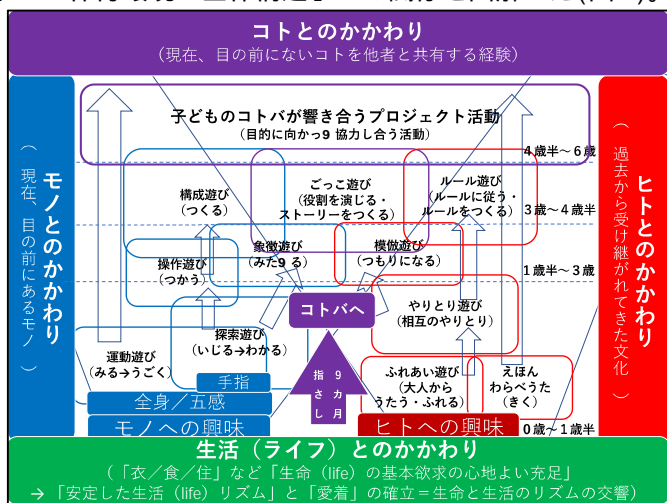 コトとのかかわり
（現在、目の前にないコトを他者と共有する経験）
子どものコトバが響き合うプロジェクト活動
（目的に向かっ9 協力し合う活動）
4歳半～6歳
構成遊び
（つくる）
ごっこ遊び
（役割を演じる・
ストーリーをつくる）
ルール遊び
（ルールに従う・
ルールをつくる）
3歳～4歳半
操作遊び
（つかう）
象徴遊び
（みた9 る）
模倣遊び
（つもりになる）
1歳半～3歳
コトバへ
運動遊び
（みる→うごく）
探索遊び
（いじる→わかる）
やりとり遊び
（相互のやりとり）
ふれあい遊び
（大人から
うたう・ふれる）
えほん
わらべうた
（きく）
手指
全身／五感
モノへの興味
9カ月
指さし
ヒトへの興味
0歳～1歳半
モノとのかかわり
（現在、目の前にあるモノ）
ヒトとのかかわり
（過去から受け継がれてきた文化）
生活（ライフ）とのかかわり
（「衣／食／住」など「生命（life）の基本欲求の心地よい充足」
→「安定した生活（life）リズム」と「愛着」の確立＝生命と生活のリズムの交響）